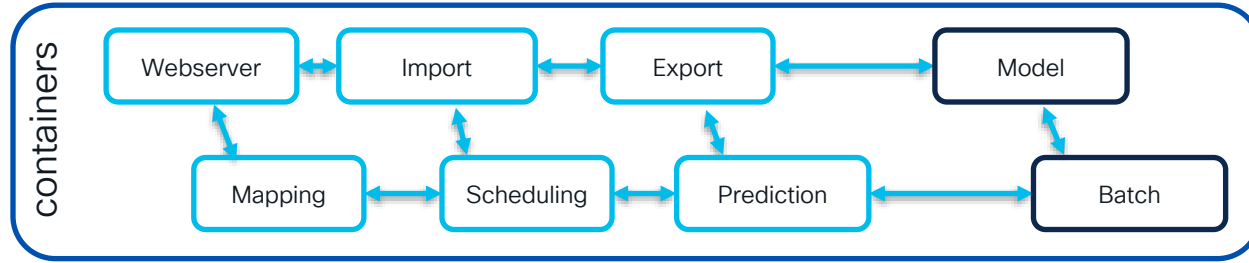 containers
Webserver
Import
Export
Model
Mapping
Scheduling
Prediction
Batch